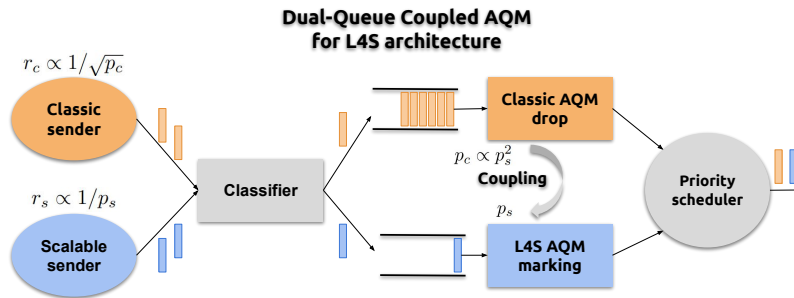 Dual-Queue Coupled AQM
for L4S architecture
r_c ∝ 1/√p_c
Classic
sender
r_s ∝ 1/p_s
Scalable
sender
Classifier
Classic AQM
drop
p_c ∝ p_s^2
Coupling
p_s
L4S AQM
marking
Priority
scheduler